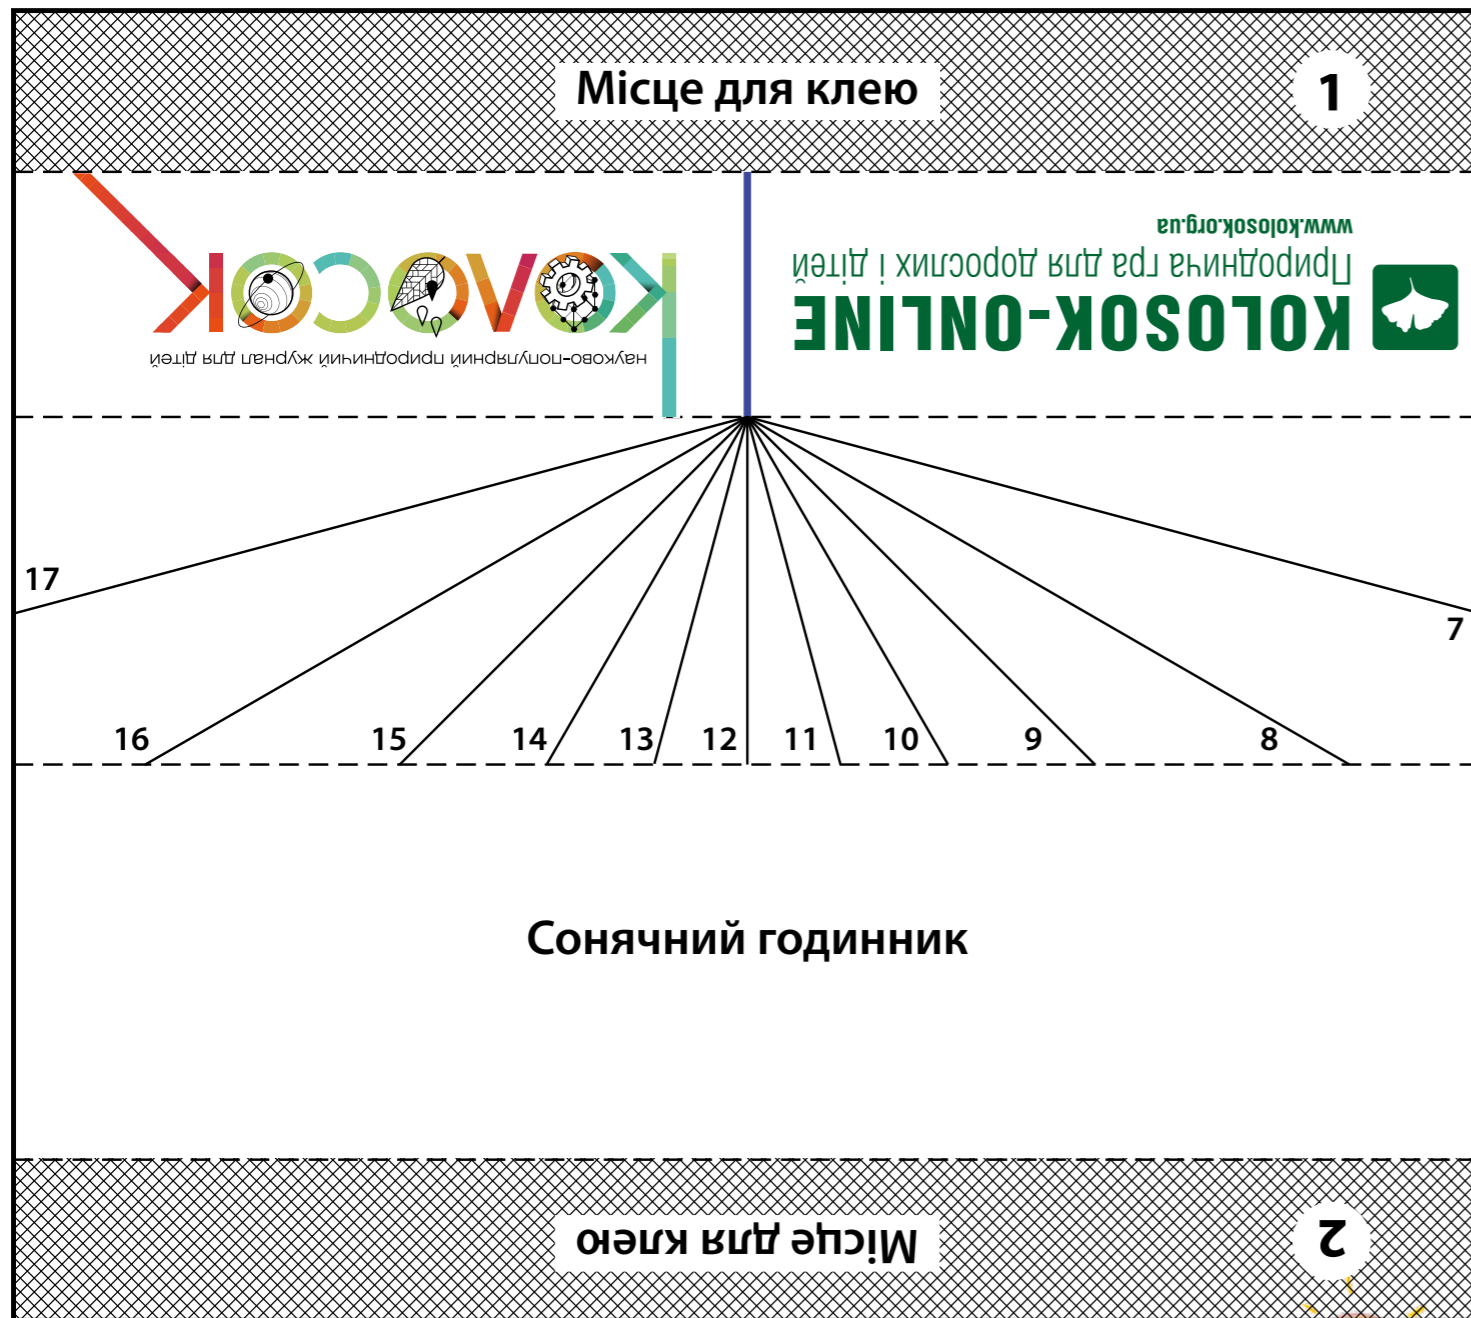 Місце для клею
1
www.kolosok.org.ua
Природнича гра для дорослих і дітей
KOLOSOK-ONLINE
КОЛОСОК
науково-популярний природничий журнал для дітей
17
7
16
15
14
13
12
11
10
9
8
Сонячний годинник
Місце для клею
2